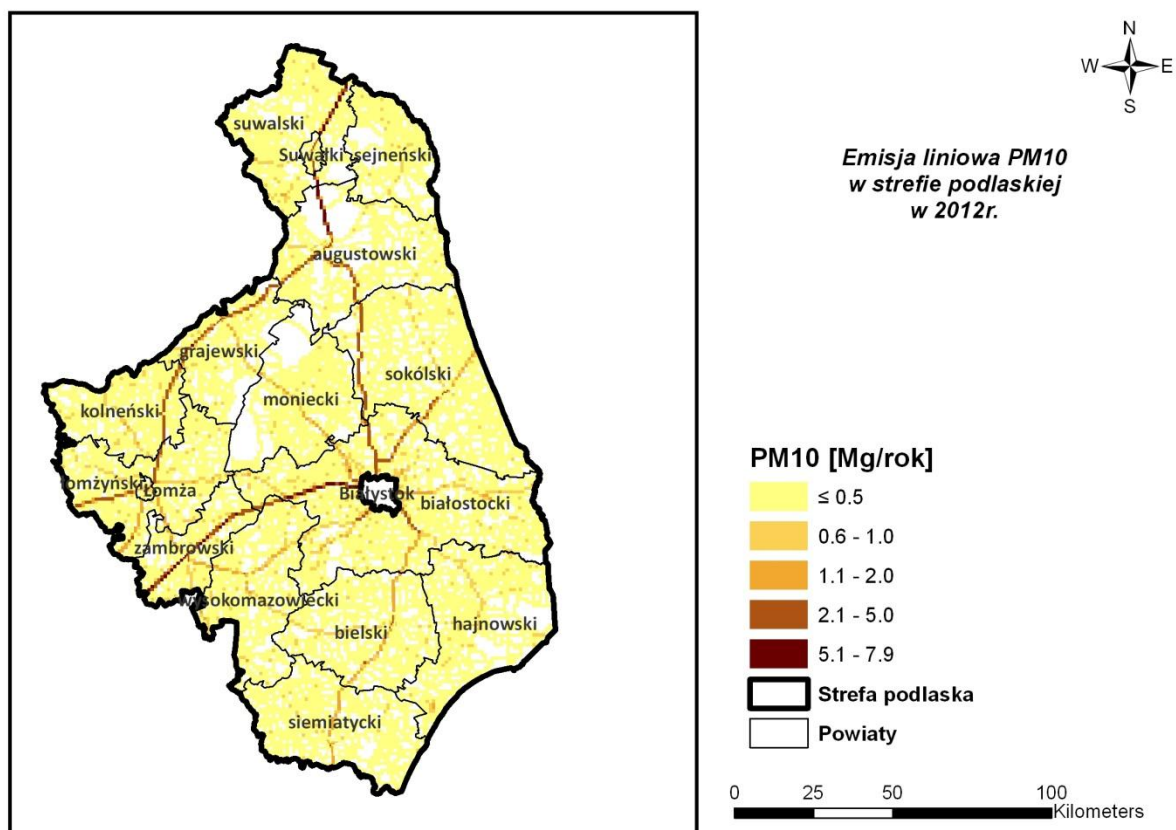 N
W E
S
Emisja liniowa PM10
w strefie podlaskiej
w 2012r.
suwalski
Suwałki sejneński
augustowski
grajewski
sokólski
kolneński
moniecki
łomżyński
Łomża
Białystok
białostocki
zambrowski
wysokomazowiecki
bielski
hajnowski
siemiatycki
PM10 [Mg/rok]
≤ 0.5
0.6 - 1.0
1.1 - 2.0
2.1 - 5.0
5.1 - 7.9
Strefa podlaska
Powiaty
0 25 50 100
Kilometers